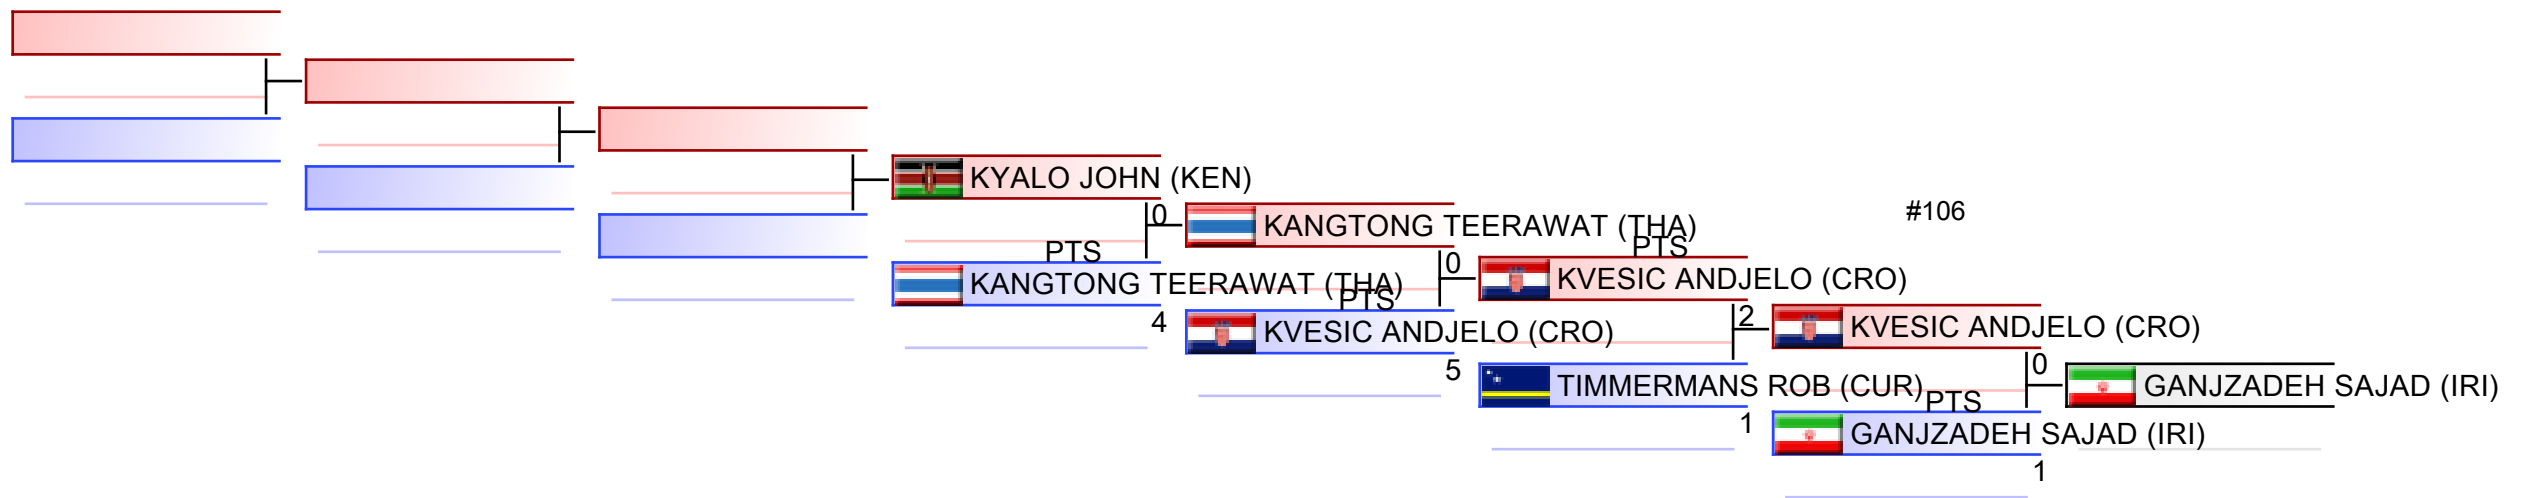 KYALO JOHN (KEN)
0
PTS
KANGTONG TEERAWAT (THA)
4
KANGTONG TEERAWAT (THA)
0
PTS
KVESIC ANDJELO (CRO)
5
#106
PTS
KVESIC ANDJELO (CRO)
2
TIMMERMANS ROB (CUR)
1
KVESIC ANDJELO (CRO)
0
PTS
GANJZADEH SAJAD (IRI)
1
GANJZADEH SAJAD (IRI)